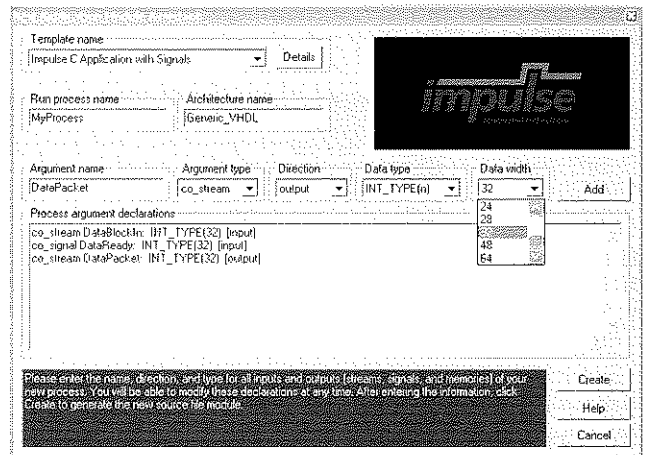 Template name
Impulse C Application with Signals
Details
impulse
Run process name
Architecture name
MyProcess
Generic_VHDL
Argument name
Argument type
Direction
Data type
Data width
DataPacket
co_stream
output
INT_TYPE(n)
32
Add
24
28
48
64
Process argument declarations
co_stream DataBlockIn: INT_TYPE(32) [input]
co_signal DataReady: INT_TYPE(32) [input]
co_stream DataPacket: INT_TYPE(32) [output]
Please enter the name, direction, and type for all inputs and outputs (streams, signals, and memories) of your
new process. You will be able to modify these declarations at any time. After entering the information, click
Create to generate the new source file module.
Create
Help
Cancel